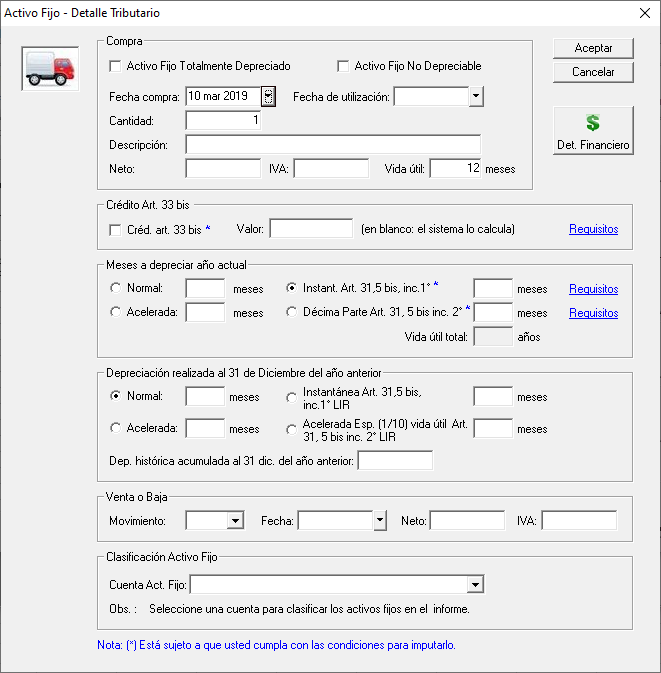 Activo Fijo - Detalle Tributario
Compra
Activo Fijo Totalmente Depreciado
Activo Fijo No Depreciable
Aceptar
Cancelar
Fecha compra: 10 mar 2019
Fecha de utilización:
Cantidad: 1
Descripción:
Neto:
IVA:
Vida útil: 12 meses
Det. Financiero
Crédito Art. 33 bis
Créd. art. 33 bis *
Valor:
(en blanco: el sistema lo calcula)
Requisitos
Meses a depreciar año actual
Normal: meses
Instant. Art. 31,5 bis, inc.1° * meses
Requisitos
Acelerada: meses
Décima Parte Art. 31, 5 bis inc. 2° * meses
Requisitos
Vida útil total: años
Depreciación realizada al 31 de Diciembre del año anterior
Normal: meses
Instantánea Art. 31,5 bis,
inc.1° LIR
meses
Acelerada: meses
Acelerada Esp. (1/10) vida útil Art.
31, 5 bis inc. 2° LIR
meses
Dep. histórica acumulada al 31 dic. del año anterior:
Venta o Baja
Movimiento:
Fecha:
Neto:
IVA:
Clasificación Activo Fijo
Cuenta Act. Fijo:
Obs. : Seleccione una cuenta para clasificar los activos fijos en el informe.
Nota: (*) Está sujeto a que usted cumpla con las condiciones para imputarlo.